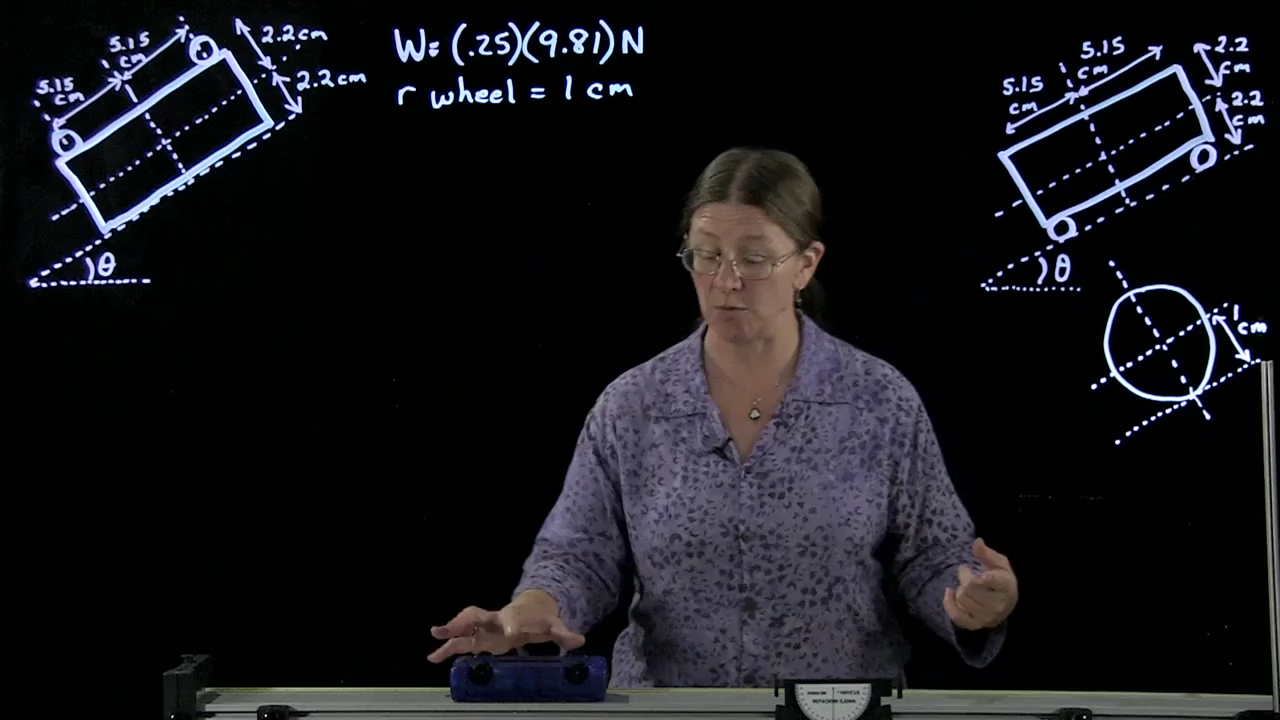 5.15
cm
5.15
cm
2.2cm
2.2cm
θ
W= (.25)(9.81) N
r wheel = 1 cm
5.15
cm
5.15
cm
2.2
cm
2.2
cm
θ
1
cm